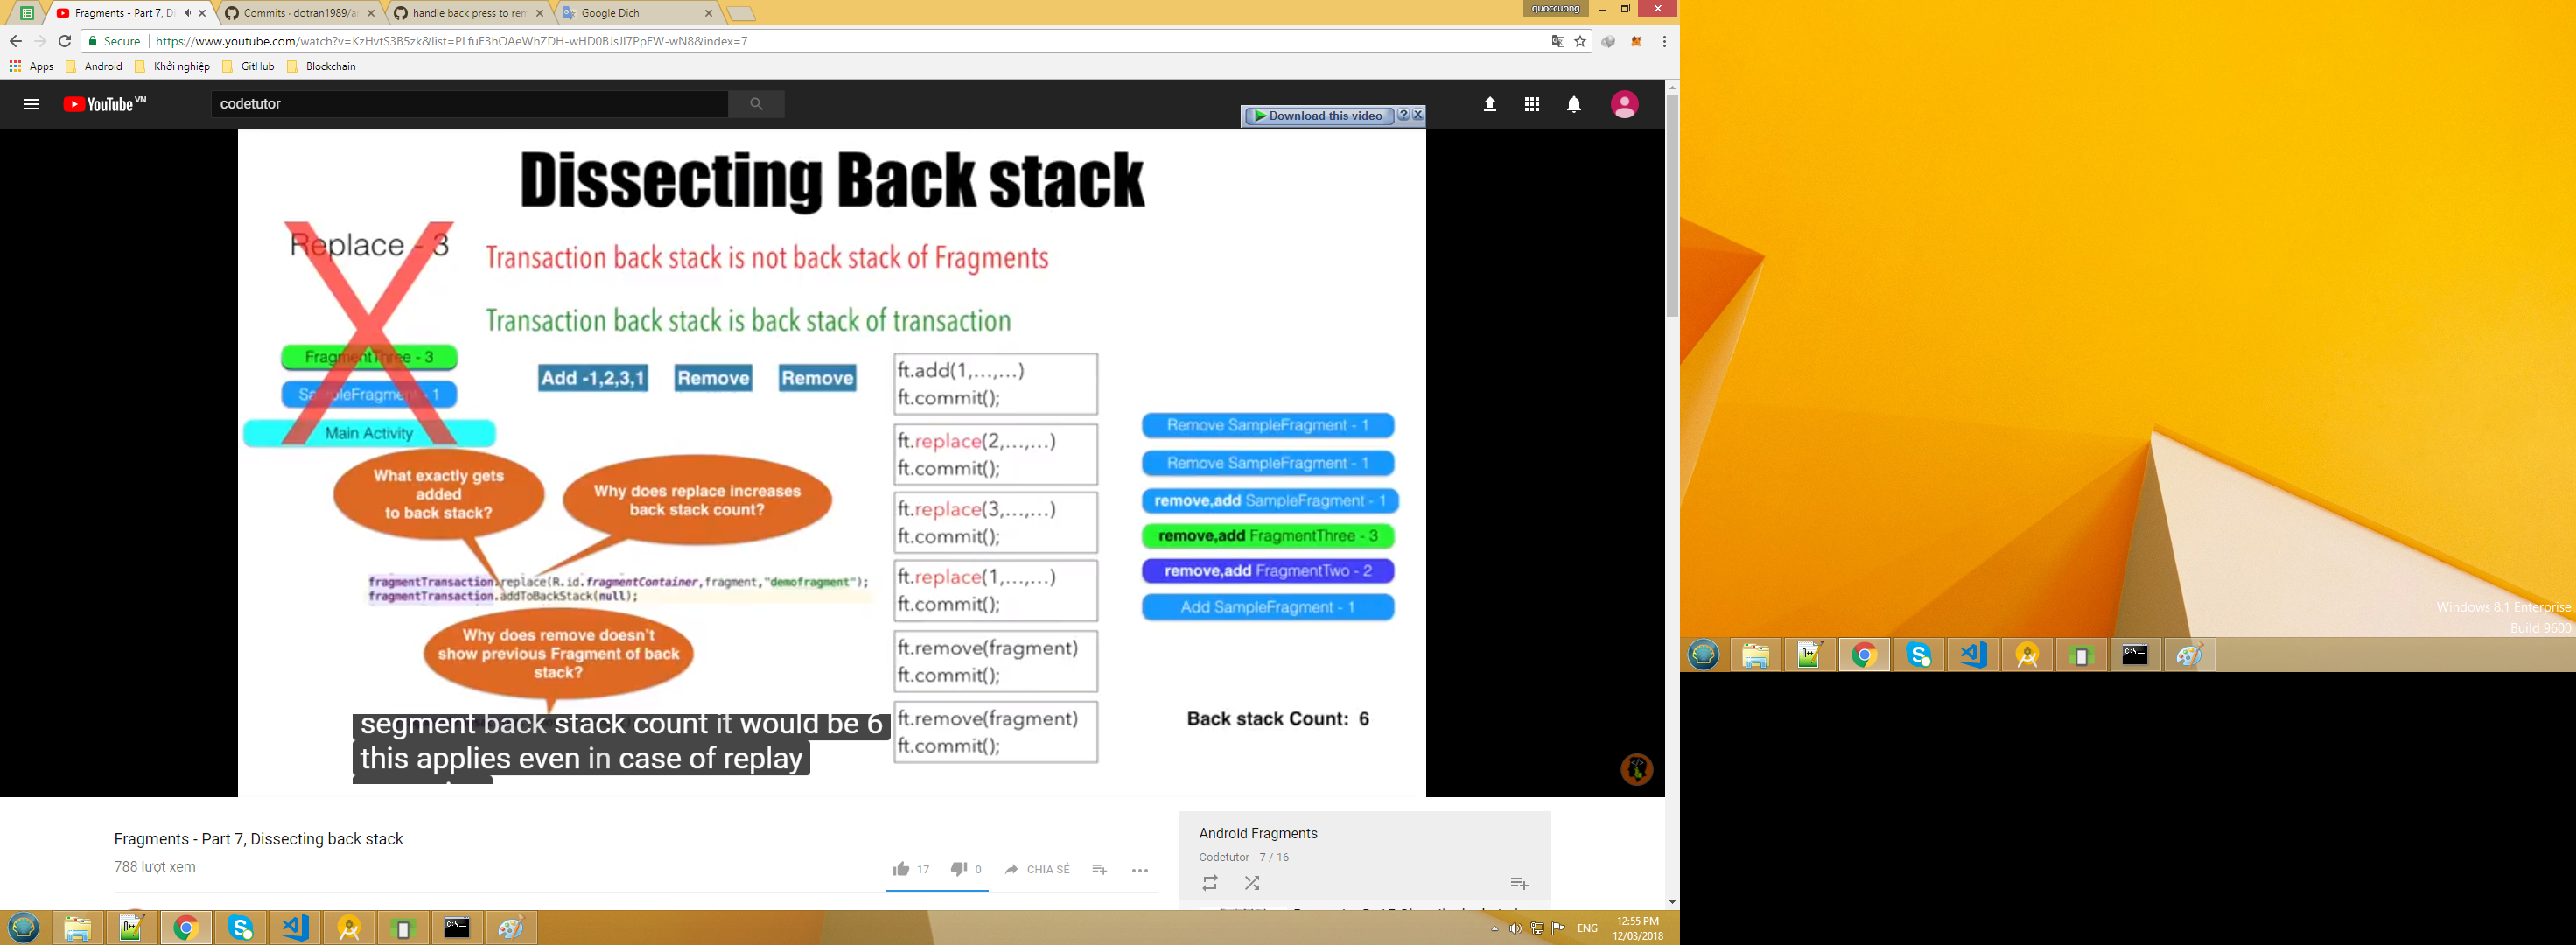 Fragments - Part 7, D
Commits · dotran1989/a
handle back press to rem
Google Dịch
quoccuong
Secure
https://www.youtube.com/watch?v=KzHvtS3B5zk&list=PLfuE3hOAeWhZDH-wHD0BJsJI7PpEW-wN8&index=7
Apps
Android
Khởi nghiệp
GitHub
Blockchain
YouTube VN
codetutor
Download this video
Dissecting Back stack
Replace - 3
Transaction back stack is not back stack of Fragments
Transaction back stack is back stack of transaction
FragmentThree - 3
SampleFragment - 1
Main Activity
Add -1,2,3,1
Remove
Remove
What exactly gets
added
to back stack?
Why does replace increases
back stack count?
fragmentTransaction.replace(R.id.fragmentContainer,fragment,"demofragment");
fragmentTransaction.addToBackStack(null);
Why does remove doesn't
show previous Fragment of back
stack?
ft.add(1,...,...)
ft.commit();
ft.replace(2,...,...)
ft.commit();
ft.replace(3,...,...)
ft.commit();
ft.replace(1,...,...)
ft.commit();
ft.remove(fragment)
ft.commit();
ft.remove(fragment)
ft.commit();
Remove SampleFragment - 1
Remove SampleFragment - 1
remove,add SampleFragment - 1
remove,add FragmentThree - 3
remove,add FragmentTwo - 2
Add SampleFragment - 1
Back stack Count: 6
segment back stack count it would be 6
this applies even in case of replay
Fragments - Part 7, Dissecting back stack
788 lượt xem
17
0
CHIA SẺ
Android Fragments
Codetutor - 7 / 16
ENG
12:55 PM
12/03/2018
Windows 8.1 Enterprise
Build 9600